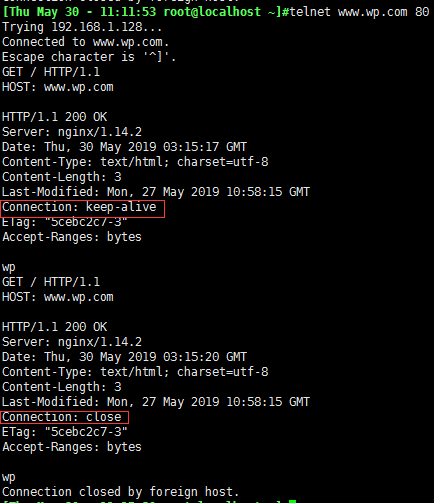 [Thu May 30 - 11:11:53 root@localhost ~]#telnet www.wp.com 80
Trying 192.168.1.128...
Connected to www.wp.com.
Escape character is '^]'.
GET / HTTP/1.1
HOST: www.wp.com
HTTP/1.1 200 OK
Server: nginx/1.14.2
Date: Thu, 30 May 2019 03:15:17 GMT
Content-Type: text/html; charset=utf-8
Content-Length: 3
Last-Modified: Mon, 27 May 2019 10:58:15 GMT
Connection: keep-alive
ETag: "5cebc2c7-3"
Accept-Ranges: bytes
wp
GET / HTTP/1.1
HOST: www.wp.com
HTTP/1.1 200 OK
Server: nginx/1.14.2
Date: Thu, 30 May 2019 03:15:20 GMT
Content-Type: text/html; charset=utf-8
Content-Length: 3
Last-Modified: Mon, 27 May 2019 10:58:15 GMT
Connection: close
ETag: "5cebc2c7-3"
Accept-Ranges: bytes
wp
Connection closed by foreign host.